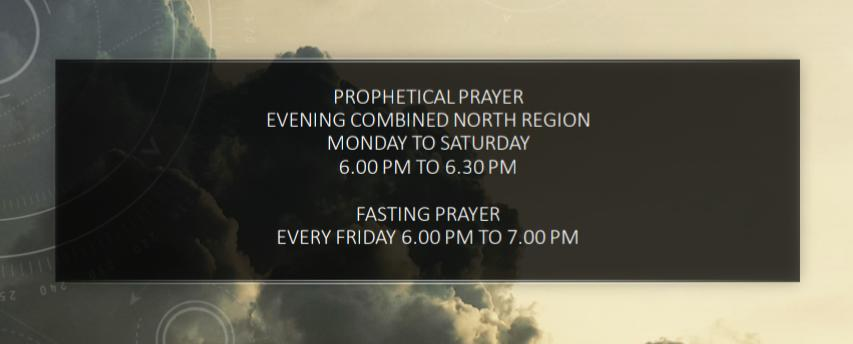 PROPHETICAL PRAYER
EVENING COMBINED NORTH REGION
MONDAY TO SATURDAY
6.00 PM TO 6.30 PM
FASTING PRAYER
EVERY FRIDAY 6.00 PM TO 7.00 PM